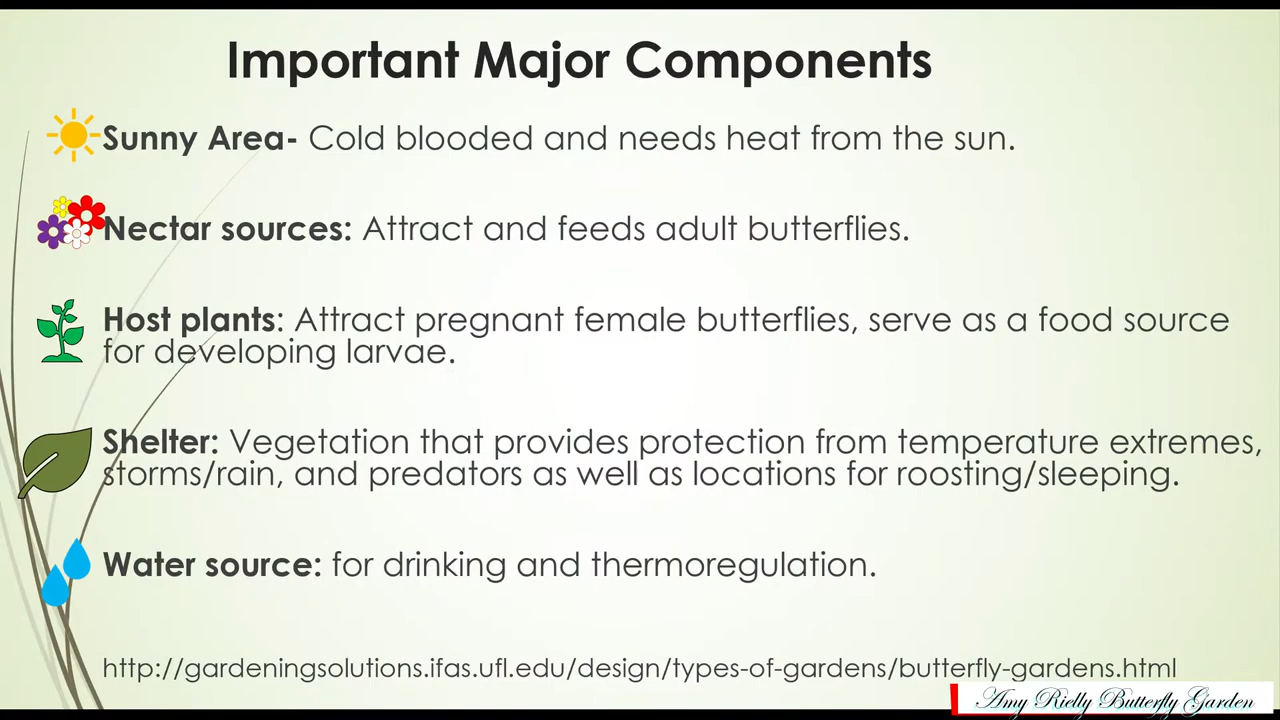 Important Major Components
Sunny Area- Cold blooded and needs heat from the sun.
Nectar sources: Attract and feeds adult butterflies.
Host plants: Attract pregnant female butterflies, serve as a food source
for developing larvae.
Shelter: Vegetation that provides protection from temperature extremes,
storms/rain, and predators as well as locations for roosting/sleeping.
Water source: for drinking and thermoregulation.
http://gardeningsolutions.ifas.ufl.edu/design/types-of-gardens/butterfly-gardens.html
Amy Rielly Butterfly Garden